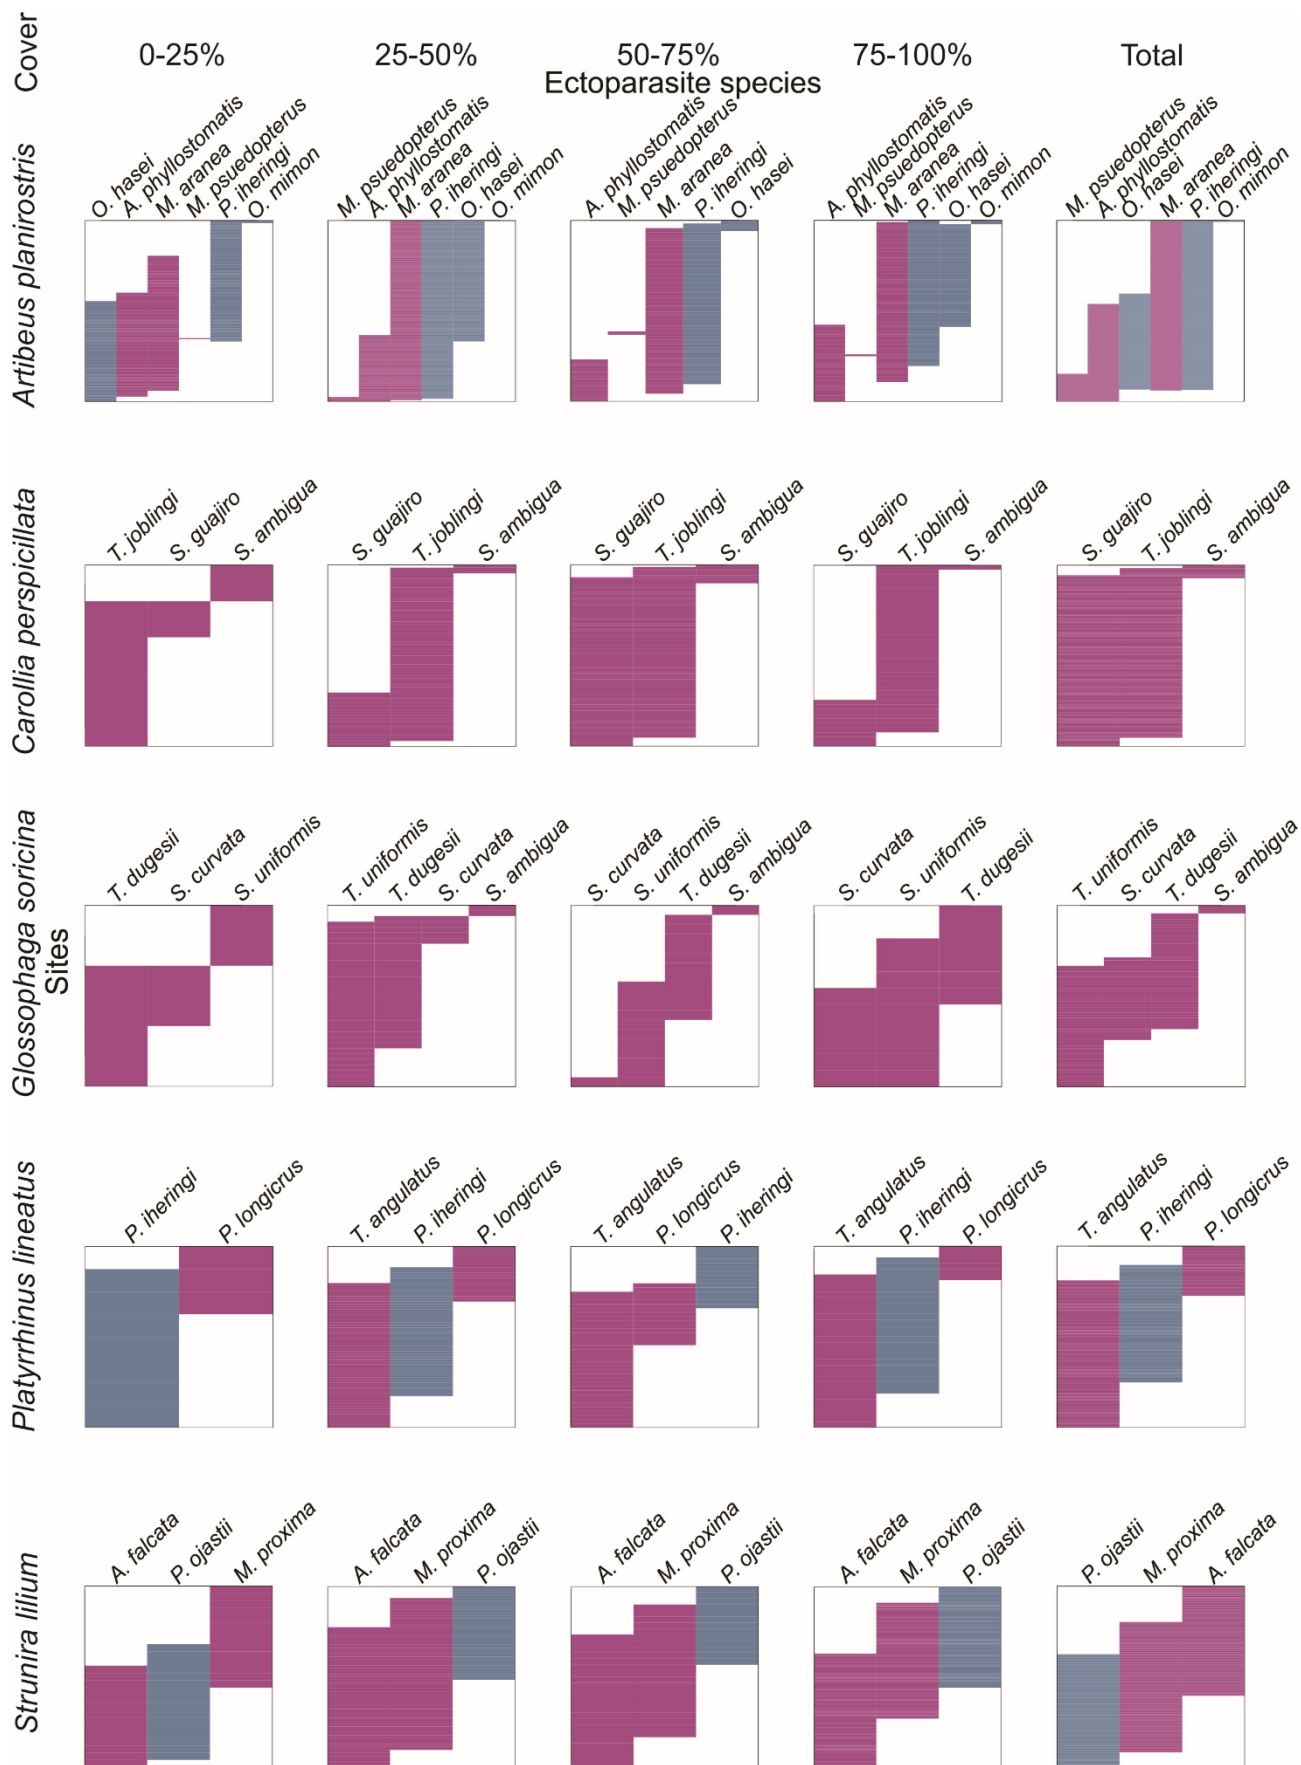 Cover
0-25%
25-50%
50-75%
75-100%
Total
Ectoparasite species
Artibeus planirostris
O. hasei
A. phyllostomatis
M. aranea
M. psuedopterus
P. iheringi
O. mimon
M. psuedopterus
A. phyllostomatis
M. aranea
P. iheringi
O. hasei
O. mimon
A. phyllostomatis
M. psuedopterus
M. aranea
P. iheringi
O. hasei
A. phyllostomatis
M. psuedopterus
M. aranea
P. iheringi
O. hasei
O. mimon
M. psuedopterus
A. phyllostomatis
O. hasei
M. aranea
P. iheringi
O. mimon
Carollia perspicillata
T. joblingi
S. guajiro
S. ambigua
S. guajiro
T. joblingi
S. ambigua
S. guajiro
T. joblingi
S. ambigua
S. guajiro
T. joblingi
S. ambigua
S. guajiro
T. joblingi
S. ambigua
Glossophaga soricina
Sites
T. dugesii
S. curvata
S. uniformis
T. uniformis
T. dugesii
S. curvata
S. ambigua
S. curvata
S. uniformis
T. dugesii
S. ambigua
S. curvata
S. uniformis
T. dugesii
T. uniformis
S. curvata
T. dugesii
S. ambigua
Platyrrhinus lineatus
P. iheringi
P. longicrus
T. angulatus
P. iheringi
P. longicrus
T. angulatus
P. longicrus
P. iheringi
T. angulatus
P. iheringi
P. longicrus
T. angulatus
P. iheringi
P. longicrus
Strunira lilium
A. falcata
P. ojastii
M. proxima
A. falcata
M. proxima
P. ojastii
A. falcata
M. proxima
P. ojastii
A. falcata
M. proxima
P. ojastii
P. ojastii
M. proxima
A. falcata